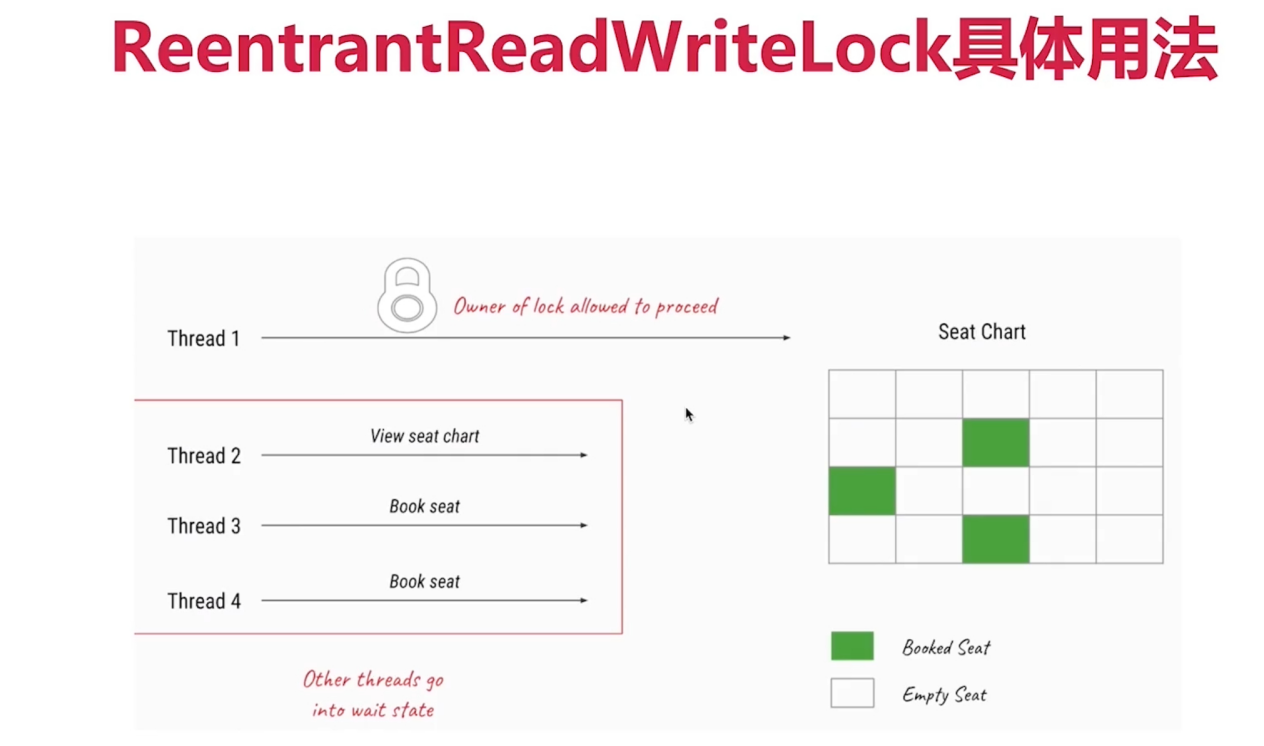 ReentrantReadWriteLock具体用法
Owner of lock allowed to proceed
Thread 1
Seat Chart
View seat chart
Thread 2
Book seat
Thread 3
Book seat
Thread 4
Booked Seat
Empty Seat
Other threads go
into wait state